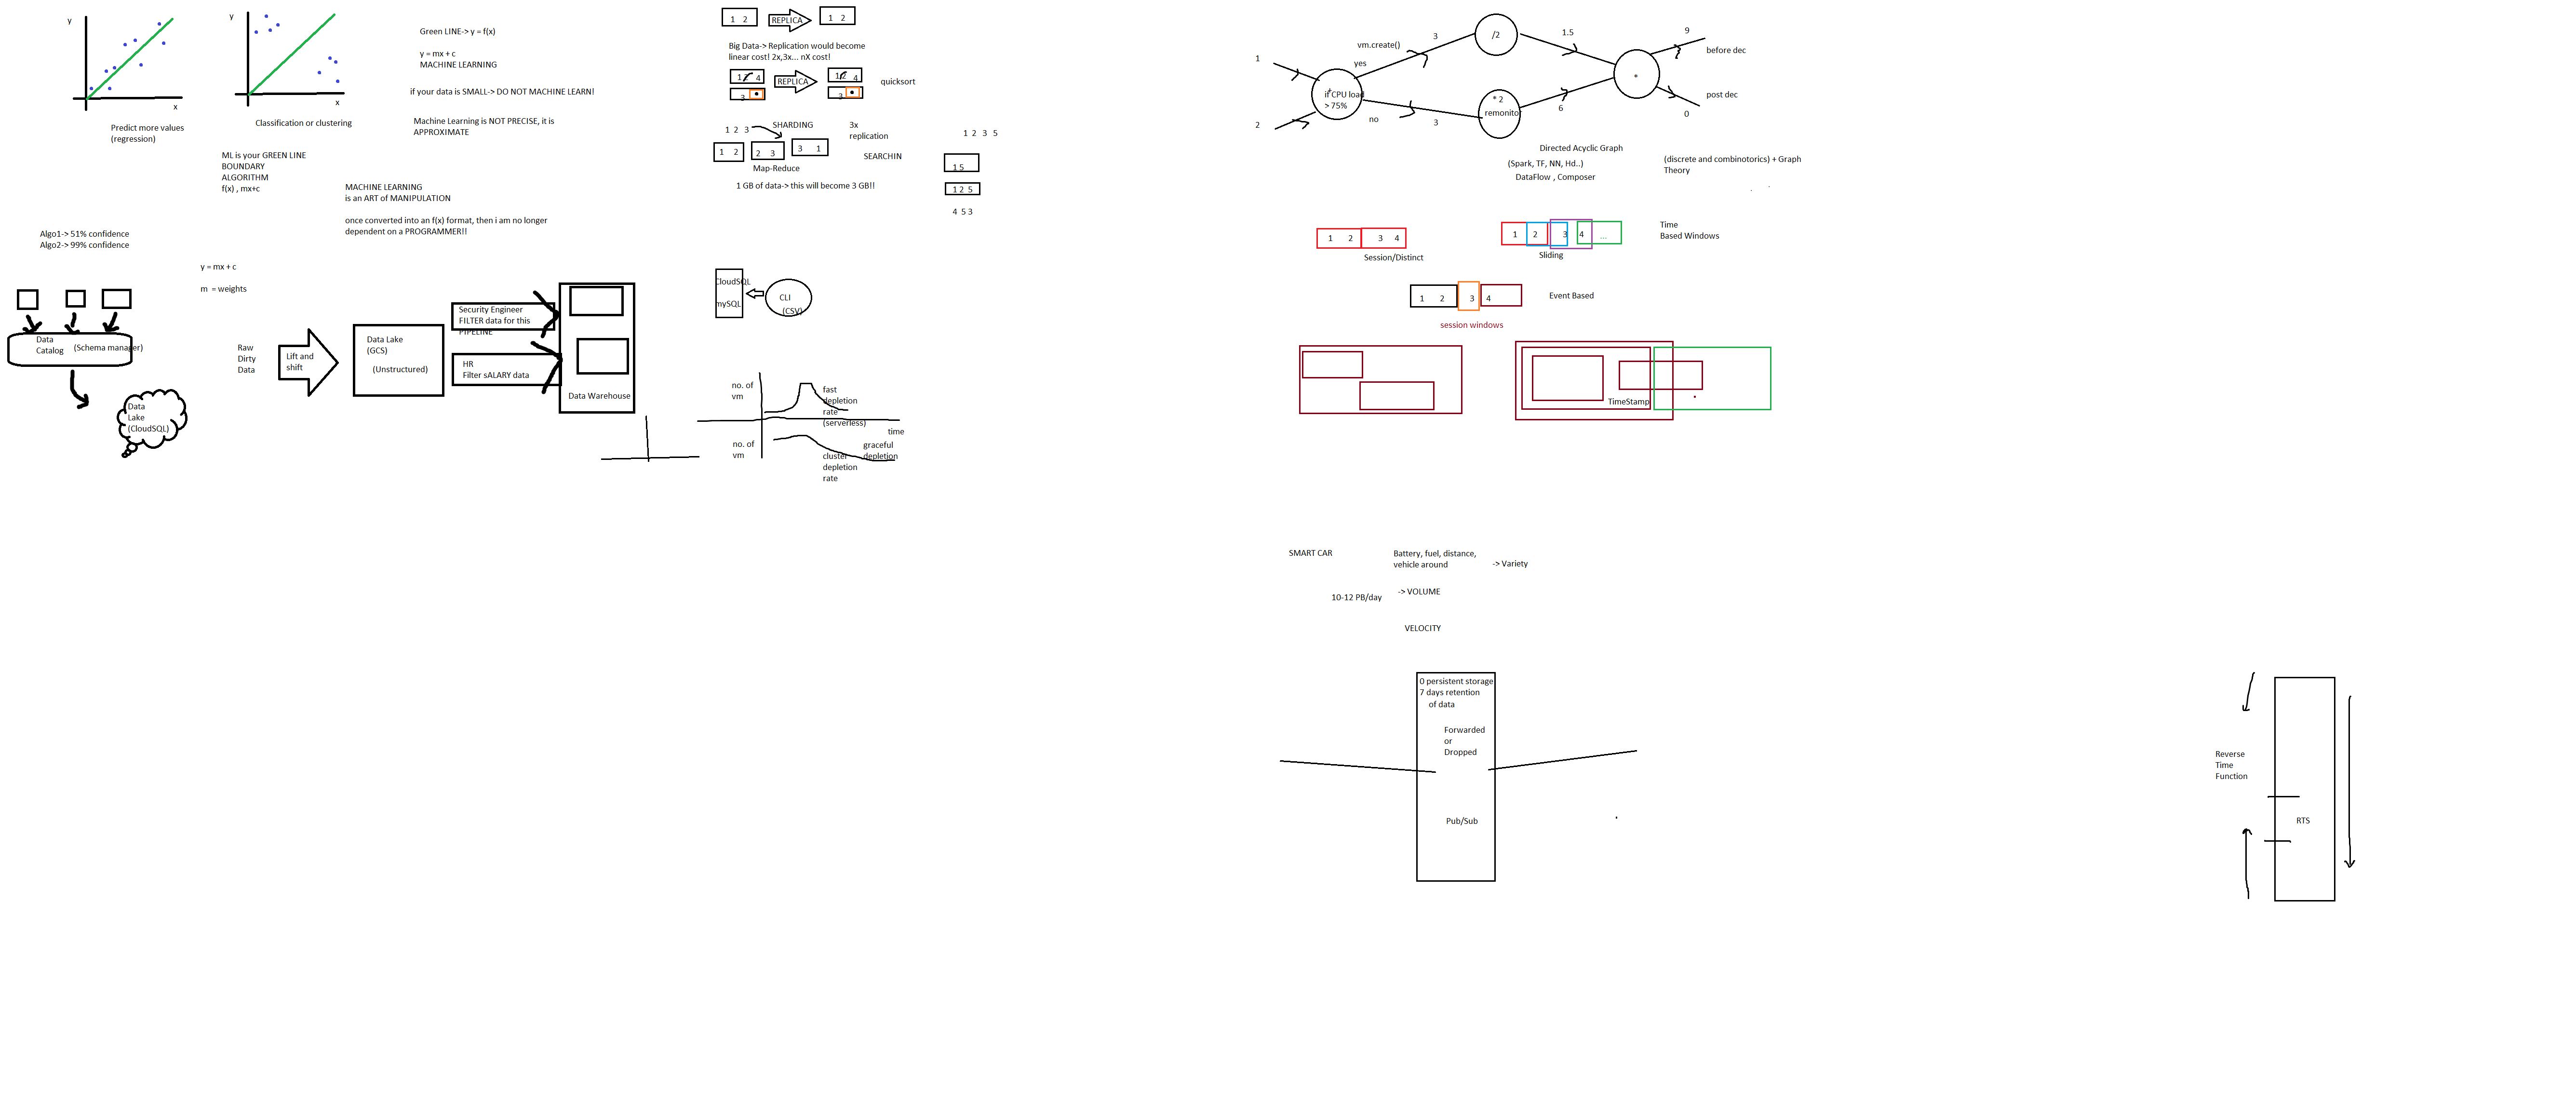 y
x
Predict more values
(regression)
y
x
Classification or clustering
Green LINE-> y = f(x)
y = mx + c
MACHINE LEARNING
if your data is SMALL-> DO NOT MACHINE LEARN!
Machine Learning is NOT PRECISE, it is
APPROXIMATE
ML is your GREEN LINE
BOUNDARY
ALGORITHM
f(x) , mx+c
MACHINE LEARNING
is an ART of MANIPULATION
once converted into an f(x) format, then i am no longer
dependent on a PROGRAMMER!!
Algo1-> 51% confidence
Algo2-> 99% confidence
y = mx + c
m = weights
Data
Catalog
(Schema manager)
Data
Lake
(CloudSQL)
Raw
Dirty
Data
Lift and
shift
Data Lake
(GCS)
(Unstructured)
Security Engineer
FILTER data for this
PIPELINE
HR
Filter sALARY data
Data Warehouse
1 2
REPLICA
1 2
Big Data-> Replication would become
linear cost! 2x,3x... nX cost!
1 2 4
3
REPLICA
1 2 4
3
quicksort
1 2 3
SHARDING
3x
replication
1 2
2 3
3 1
Map-Reduce
SEARCHIN
1 GB of data-> this will become 3 GB!!
1 2 3 5
1 5
1 2 5
4 5 3
CloudSQL
mySQL
CLI
(CSV)
no. of
vm
fast
depletion
rate
(serverless)
time
no. of
vm
cluster
depletion
rate
graceful
depletion
1
2
if CPU load
> 75%
vm.create()
yes
no
3
3
/2
* 2
remonitor
1.5
6
*
9
before dec
post dec
0
Directed Acyclic Graph
(Spark, TF, NN, Hd..)
DataFlow , Composer
(discrete and combinotorics) + Graph
Theory
1 2 3 4
Session/Distinct
1 2 3 4 ...
Sliding
Time
Based Windows
1 2 3 4
Event Based
session windows
TimeStamp
SMART CAR
Battery, fuel, distance,
vehicle around
-> Variety
10-12 PB/day
-> VOLUME
VELOCITY
0 persistent storage
7 days retention
of data
Forwarded
or
Dropped
Pub/Sub
Reverse
Time
Function
RTS